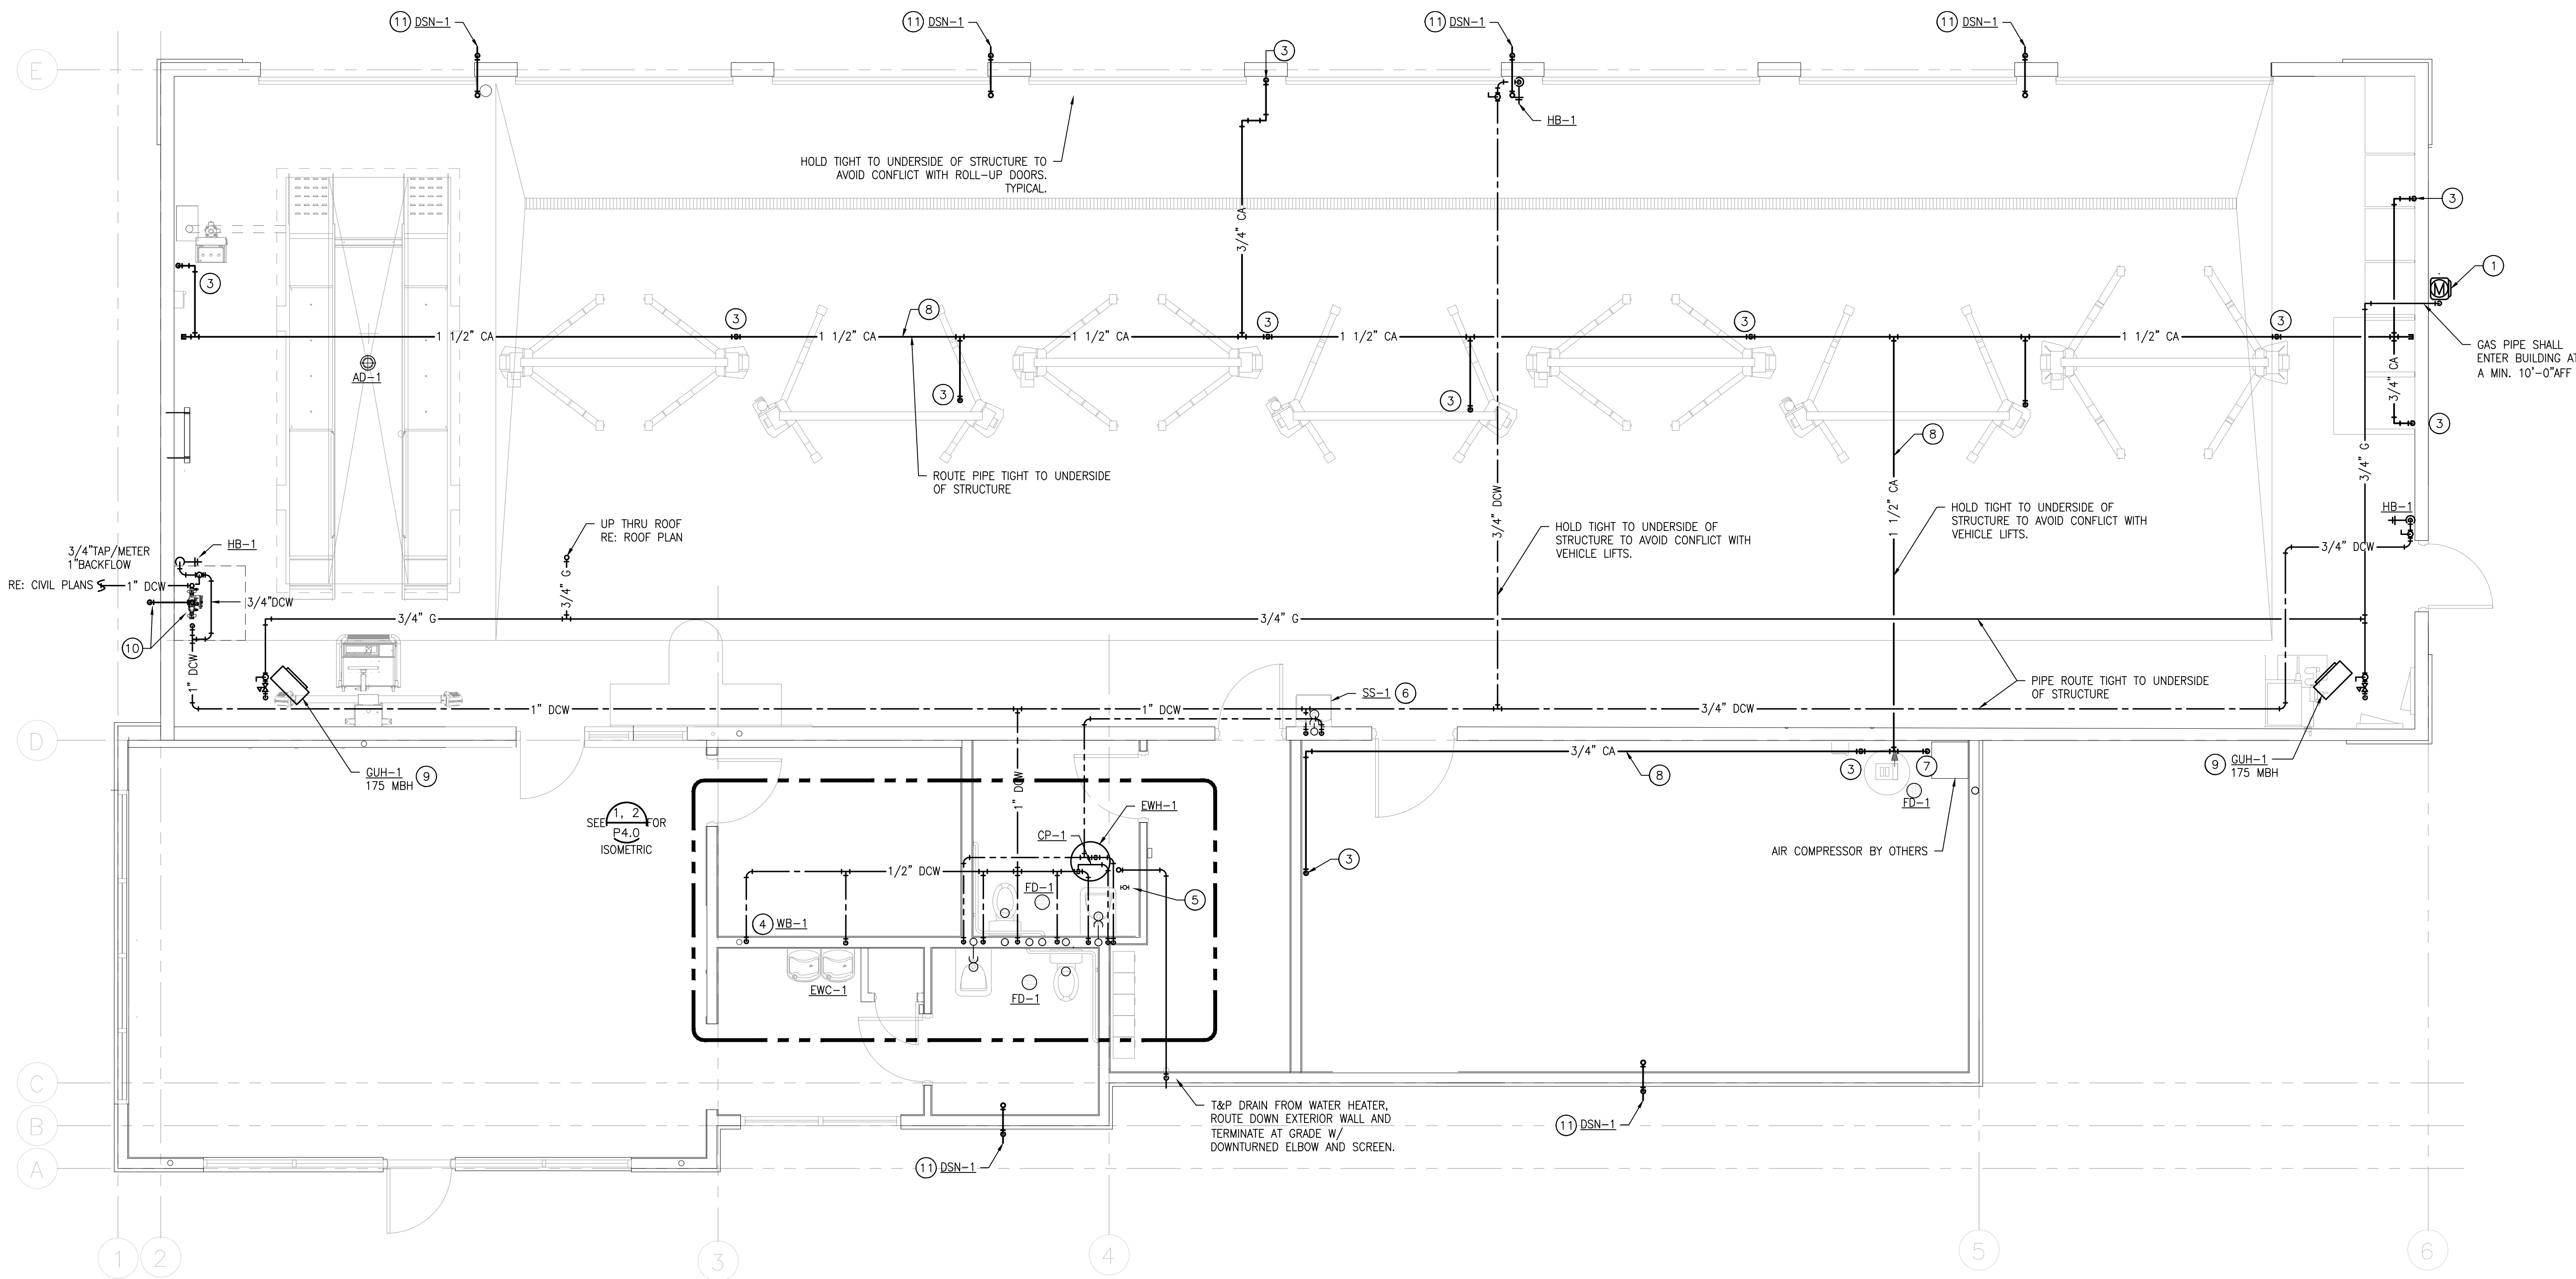 11 DSN-1
11 DSN-1
11 DSN-1
11 DSN-1
E
3
HB-1
HOLD TIGHT TO UNDERSIDE OF STRUCTURE TO
AVOID CONFLICT WITH ROLL-UP DOORS.
TYPICAL.
3/4" CA
3
3
1
M
GAS PIPE SHALL
ENTER BUILDING AT
A MIN. 10'-0"AFF
3
8
3
3
3
1 1/2" CA
1 1/2" CA
1 1/2" CA
1 1/2" CA
1 1/2" CA
AD-1
3
3
3/4" CA
3
8
3/4" G
ROUTE PIPE TIGHT TO UNDERSIDE
OF STRUCTURE
3/4" DCW
1 1/2" CA
HOLD TIGHT TO UNDERSIDE OF
STRUCTURE TO AVOID CONFLICT WITH
VEHICLE LIFTS.
HOLD TIGHT TO UNDERSIDE OF
STRUCTURE TO AVOID CONFLICT WITH
VEHICLE LIFTS.
HB-1
3/4" DCW
UP THRU ROOF
RE: ROOF PLAN
3/4" G
3/4"TAP/METER
1"BACKFLOW
HB-1
RE: CIVIL PLANS
1" DCW
3/4"DCW
10
1" DCW
3/4" G
3/4" G
PIPE ROUTE TIGHT TO UNDERSIDE
OF STRUCTURE
SS-1 6
1" DCW
1" DCW
3/4" DCW
D
GUH-1 9
175 MBH
3/4" CA
8
3
7
9 GUH-1
175 MBH
FD-1
1" DCW
SEE 1, 2 FOR
P4.0
ISOMETRIC
CP-1
EWH-1
AIR COMPRESSOR BY OTHERS
3
1/2" DCW
FD-1
5
4 WB-1
EWC-1
FD-1
C
B
A
T&P DRAIN FROM WATER HEATER,
ROUTE DOWN EXTERIOR WALL AND
TERMINATE AT GRADE W/
DOWNTURNED ELBOW AND SCREEN.
11 DSN-1
11 DSN-1
1
2
3
4
5
6